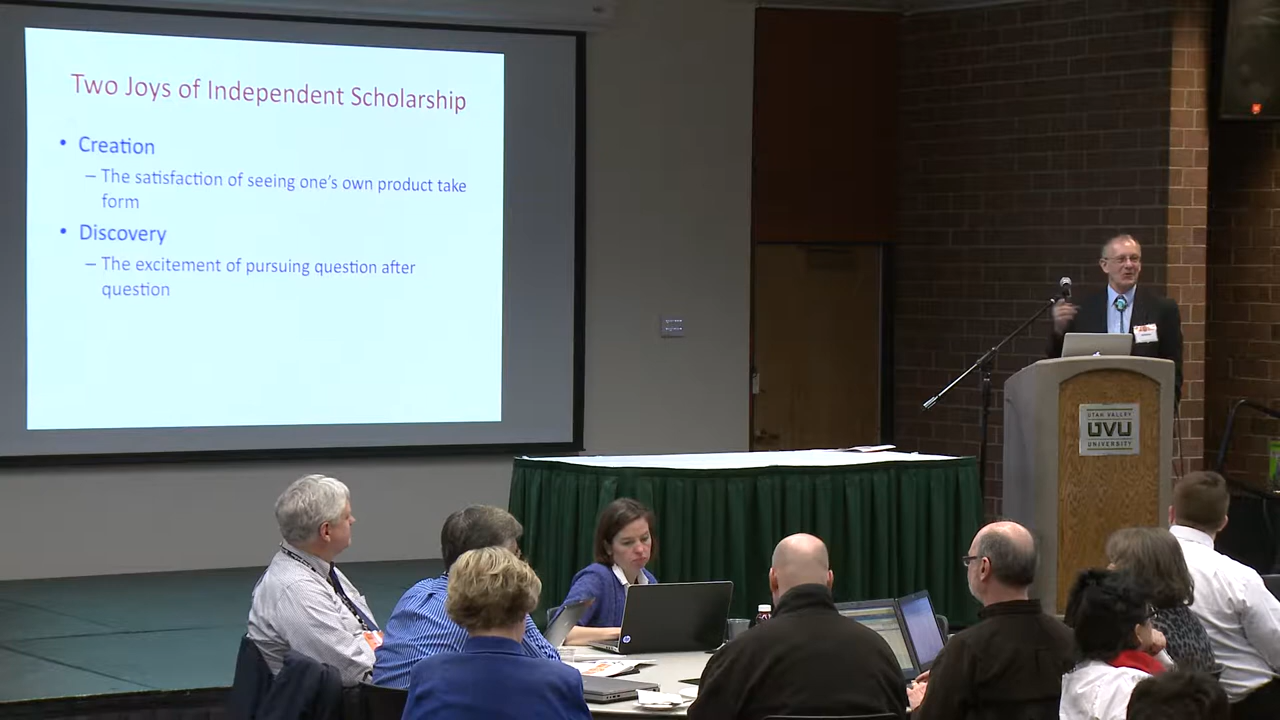 Two Joys of Independent Scholarship
• Creation
– The satisfaction of seeing one's own product take
form
• Discovery
– The excitement of pursuing question after
question
UTAH VALLEY
UVU
UNIVERSITY
hp